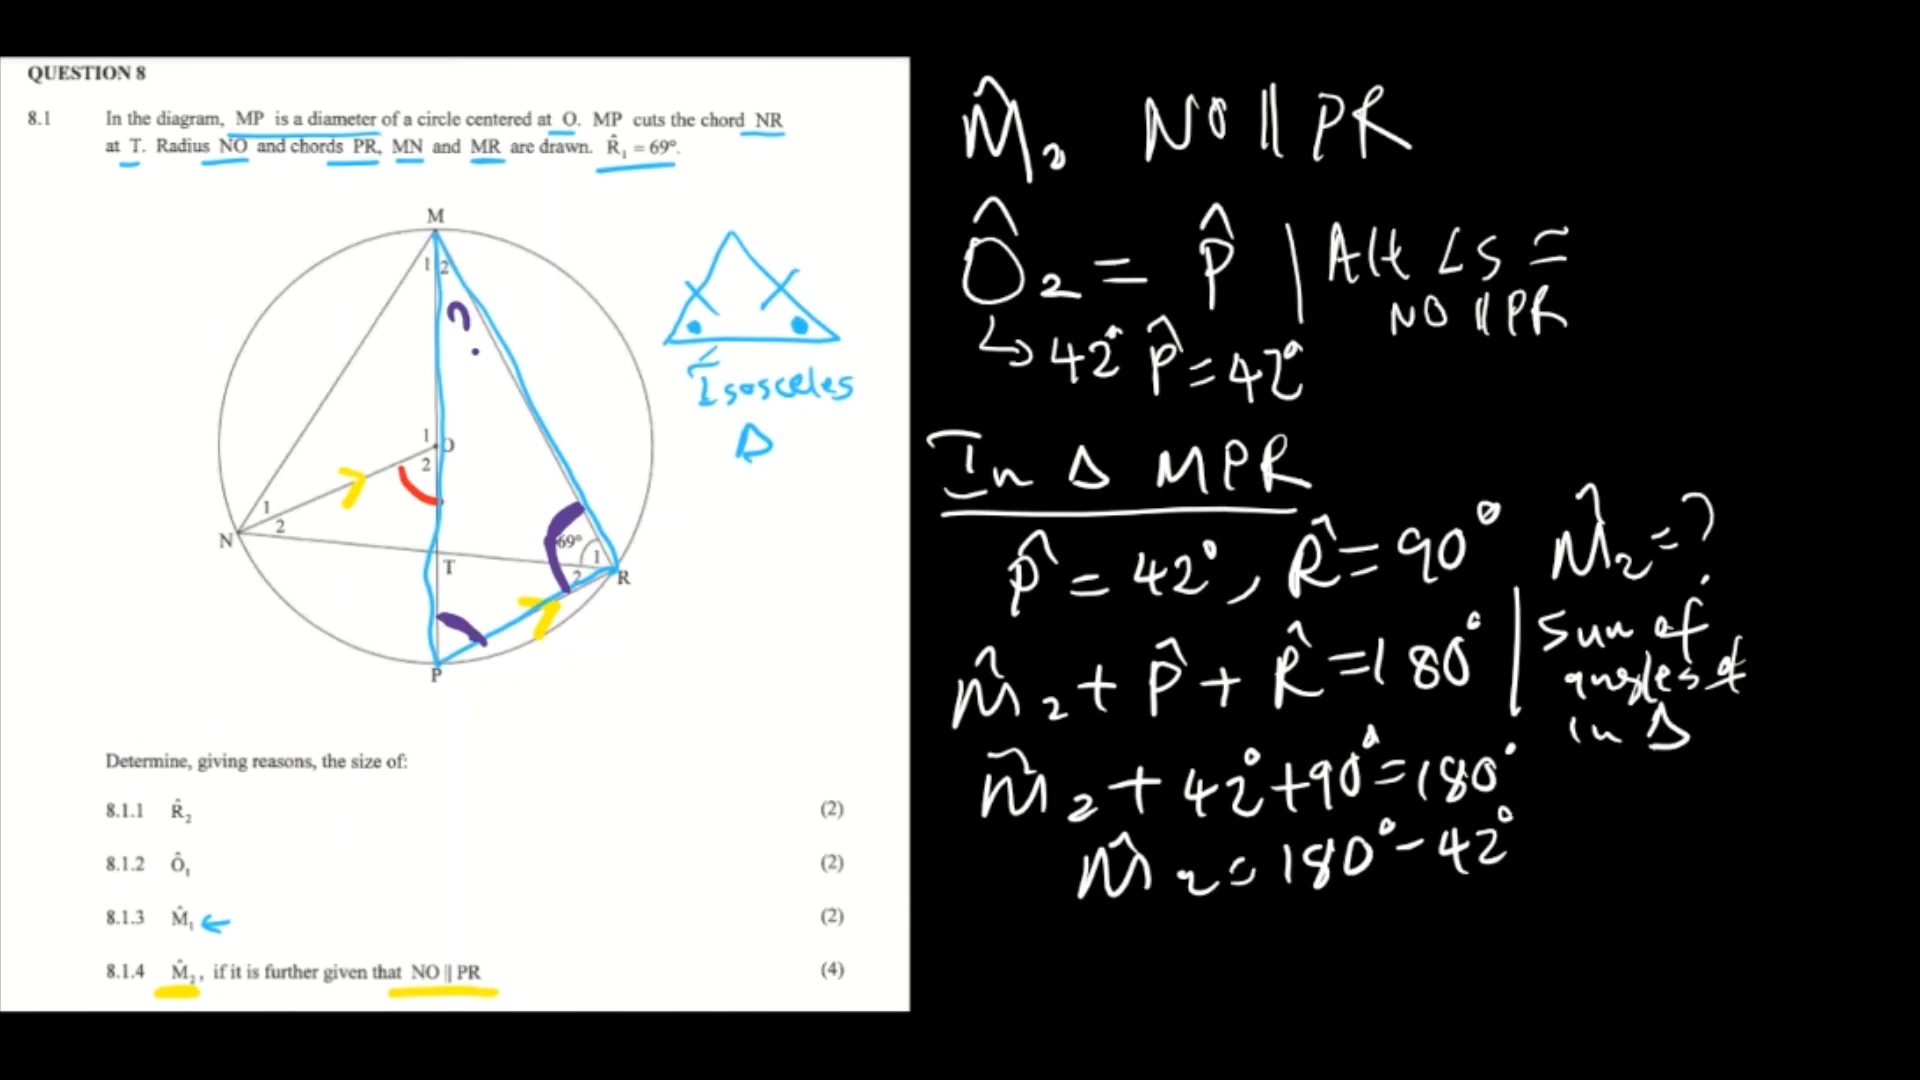 QUESTION 8
8.1 In the diagram, MP is a diameter of a circle centered at O. MP cuts the chord NR
at T. Radius NO and chords PR, MN and MR are drawn. R̂₁ = 69°.
M
1 2
?
1
O
2
1
2
N
69°
1
2
T
R
P
Isosceles
Δ
Determine, giving reasons, the size of:
8.1.1 R̂₂ (2)
8.1.2 Ô₁ (2)
8.1.3 M̂₁ ← (2)
8.1.4 M̂₂, if it is further given that NO || PR (4)
M̂₂ NO || PR
Ô₂ = P̂ | Alt ∠s =
NO || PR
↳ 42° P̂ = 42°
In Δ MPR
P̂ = 42°, R̂ = 90° M̂₂ = ?
M̂₂ + P̂ + R̂ = 180° | Sum of
angles of
in Δ
M̂₂ + 42° + 90° = 180°
M̂₂ = 180° - 42°